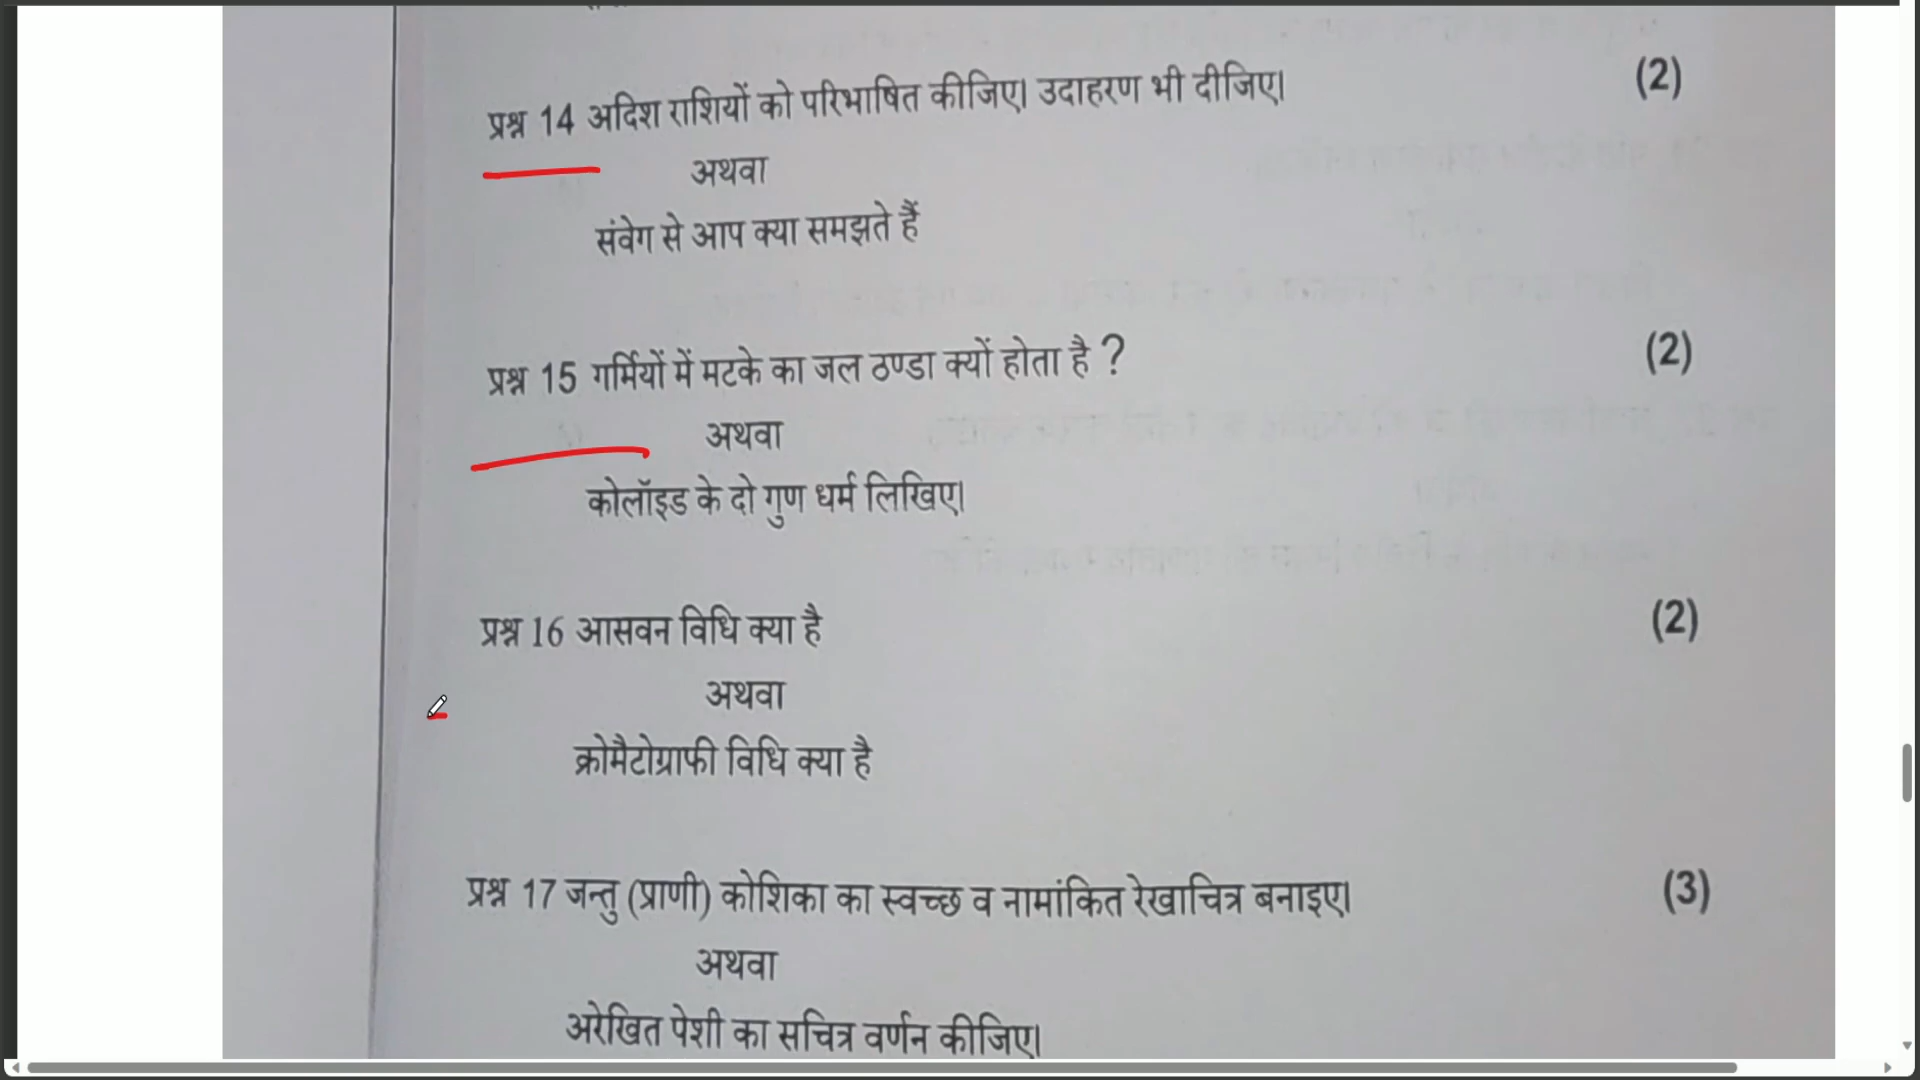 प्रश्न 14 अदिश राशियों को परिभाषित कीजिए। उदाहरण भी दीजिए। (2)
अथवा
संवेग से आप क्या समझते हैं
प्रश्न 15 गर्मियों में मटके का जल ठण्डा क्यों होता है ? (2)
अथवा
कोलॉइड के दो गुण धर्म लिखिए।
प्रश्न 16 आसवन विधि क्या है (2)
अथवा
क्रोमैटोग्राफी विधि क्या है
प्रश्न 17 जन्तु (प्राणी) कोशिका का स्वच्छ व नामांकित रेखाचित्र बनाइए। (3)
अथवा
अरेखित पेशी का सचित्र वर्णन कीजिए।